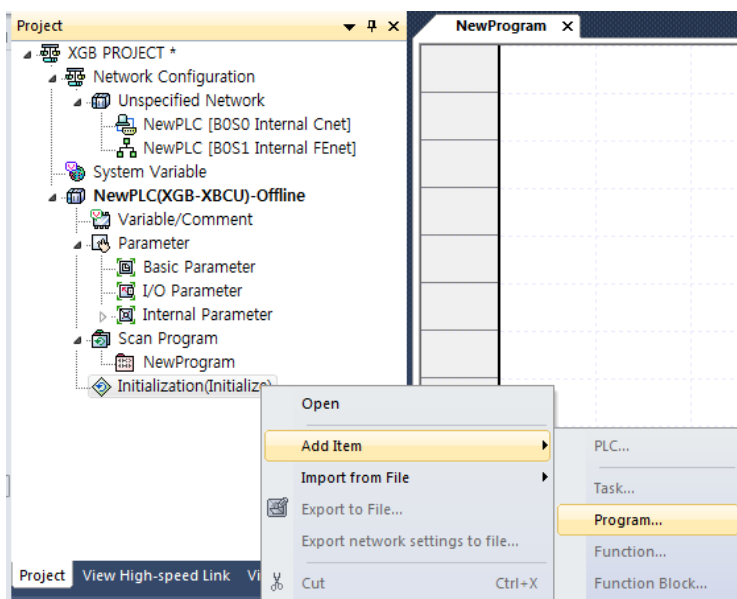 Project
NewProgram
XGB PROJECT *
Network Configuration
Unspecified Network
NewPLC [B0S0 Internal Cnet]
NewPLC [B0S1 Internal FEnet]
System Variable
NewPLC(XGB-XBCU)-Offline
Variable/Comment
Parameter
Basic Parameter
I/O Parameter
Internal Parameter
Scan Program
NewProgram
Initialization(Initialize)
Open
Add Item
Import from File
Export to File...
Export network settings to file...
Cut Ctrl+X
PLC...
Task...
Program...
Function...
Function Block...
Project View High-speed Link